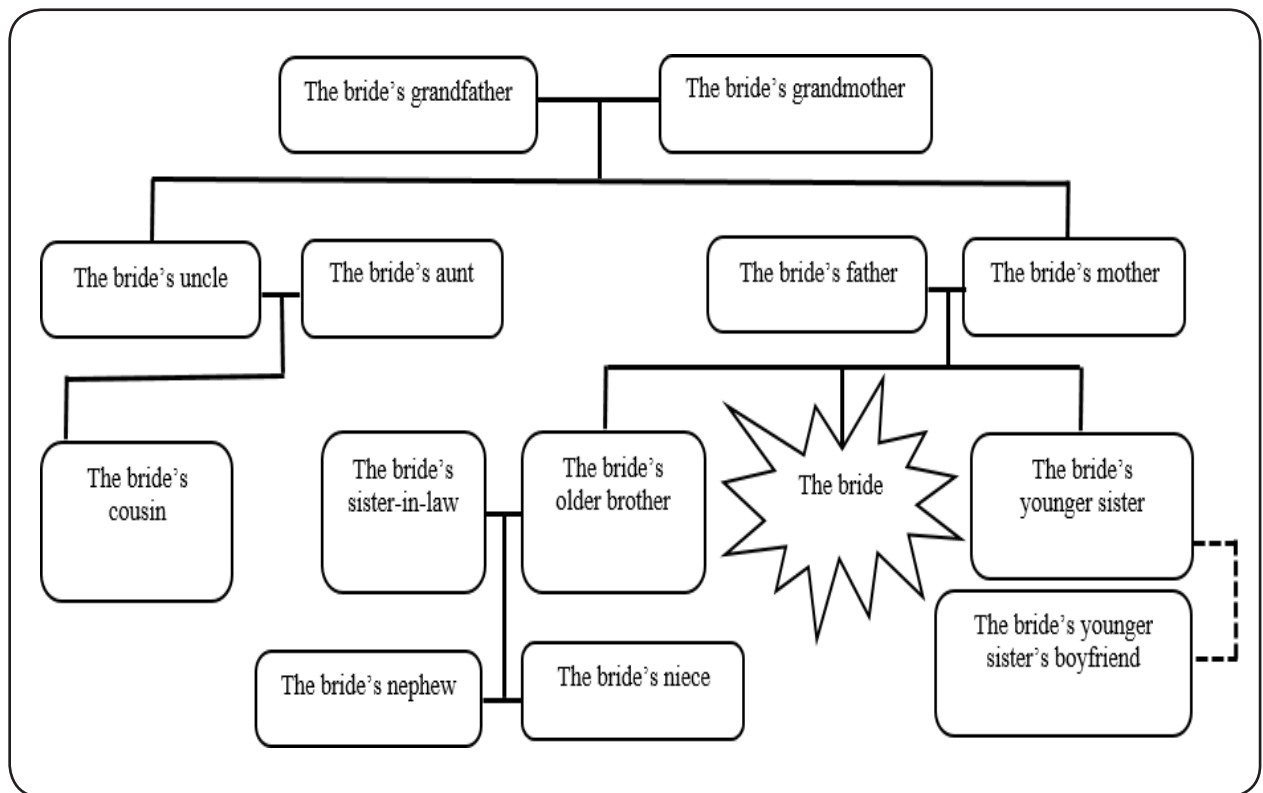 The bride’s grandfather
The bride’s grandmother
The bride’s uncle
The bride’s aunt
The bride’s father
The bride’s mother
The bride’s
cousin
The bride’s
sister-in-law
The bride’s
older brother
The bride
The bride’s
younger sister
The bride’s younger
sister’s boyfriend
The bride’s nephew
The bride’s niece